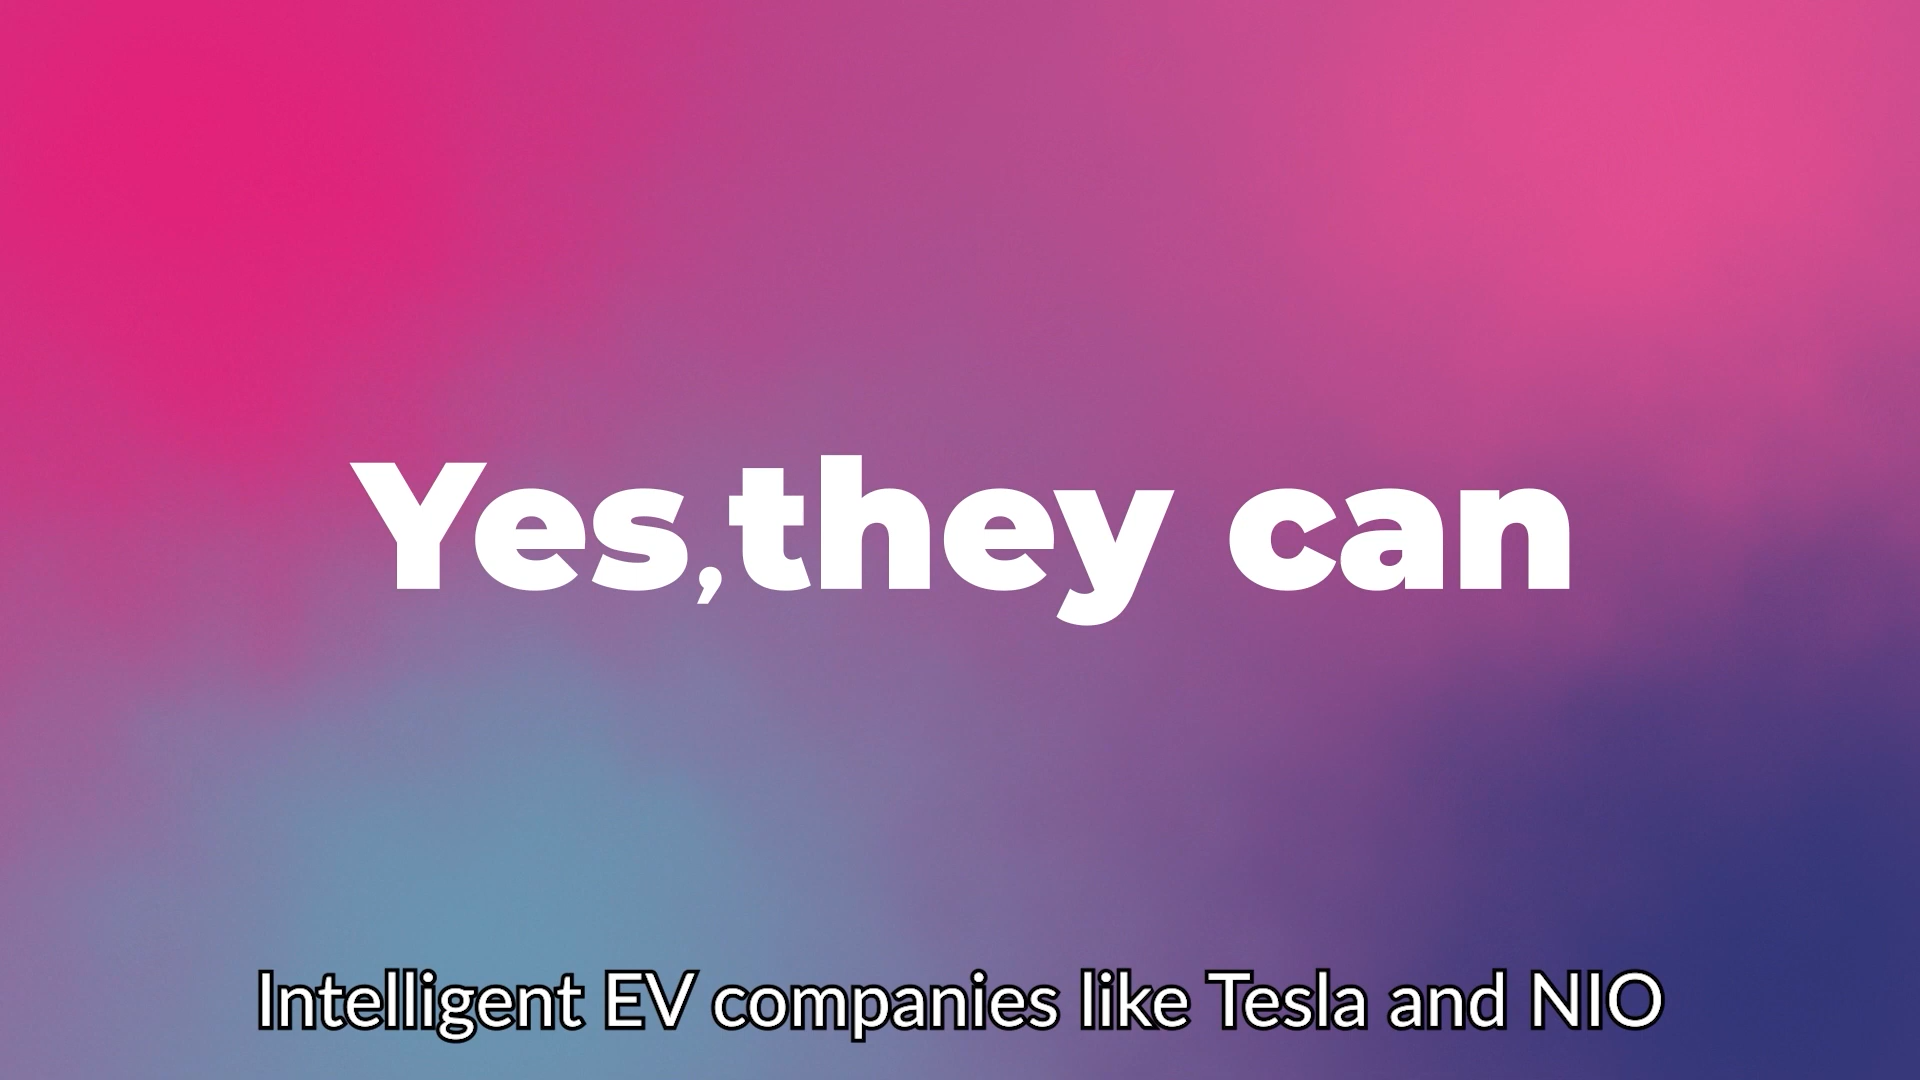 Yes,they can
Intelligent EV companies like Tesla and NIO